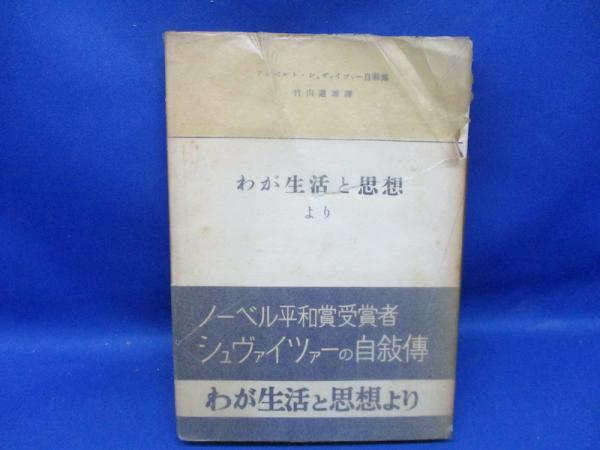 アルベルト・シュヴァイツァー自敍傳
竹山道雄譯
わが生活と思想
より
ノーベル平和賞受賞者
シュヴァイツァーの自敍傳
わが生活と思想より